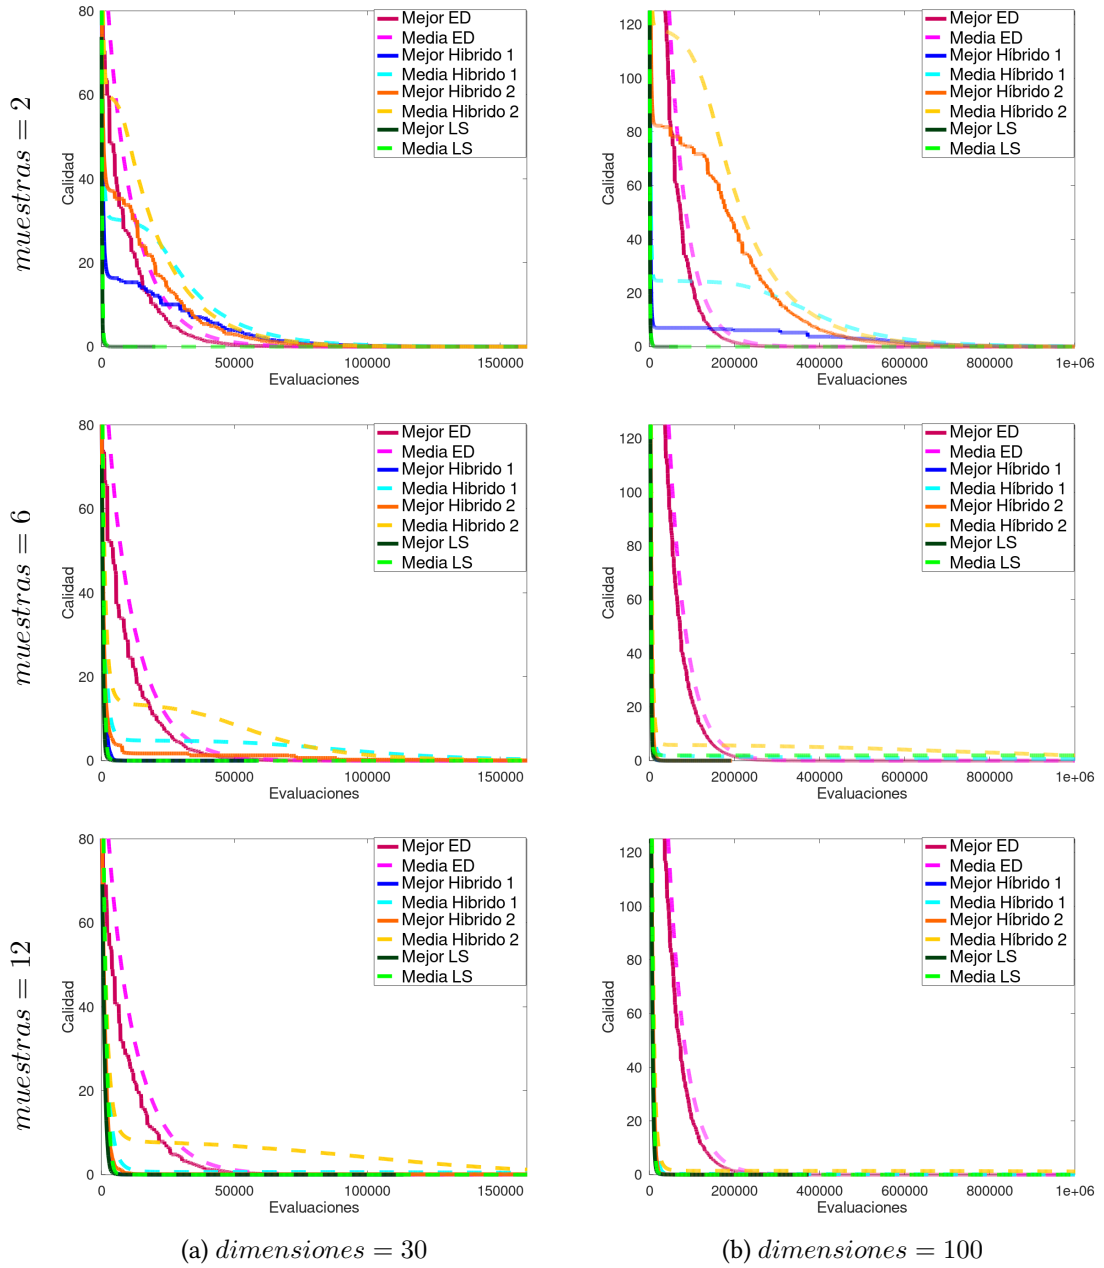 muestras = 2
80
60
40
20
0
Calidad
0 50000 100000 150000
Evaluaciones
Mejor ED
Media ED
Mejor Hibrido 1
Media Hibrido 1
Mejor Hibrido 2
Media Hibrido 2
Mejor LS
Media LS
120
100
80
60
40
20
0
Calidad
0 200000 400000 600000 800000 1e+06
Evaluaciones
Mejor ED
Media ED
Mejor Híbrido 1
Media Híbrido 1
Mejor Híbrido 2
Media Híbrido 2
Mejor LS
Media LS
muestras = 6
80
60
40
20
0
Calidad
0 50000 100000 150000
Evaluaciones
Mejor ED
Media ED
Mejor Hibrido 1
Media Hibrido 1
Mejor Hibrido 2
Media Hibrido 2
Mejor LS
Media LS
120
100
80
60
40
20
0
Calidad
0 200000 400000 600000 800000 1e+06
Evaluaciones
Mejor ED
Media ED
Mejor Híbrido 1
Media Híbrido 1
Mejor Híbrido 2
Media Híbrido 2
Mejor LS
Media LS
muestras = 12
80
60
40
20
0
Calidad
0 50000 100000 150000
Evaluaciones
Mejor ED
Media ED
Mejor Hibrido 1
Media Hibrido 1
Mejor Hibrido 2
Media Hibrido 2
Mejor LS
Media LS
120
100
80
60
40
20
0
Calidad
0 200000 400000 600000 800000 1e+06
Evaluaciones
Mejor ED
Media ED
Mejor Híbrido 1
Media Híbrido 1
Mejor Híbrido 2
Media Híbrido 2
Mejor LS
Media LS
(a) dimensiones = 30
(b) dimensiones = 100